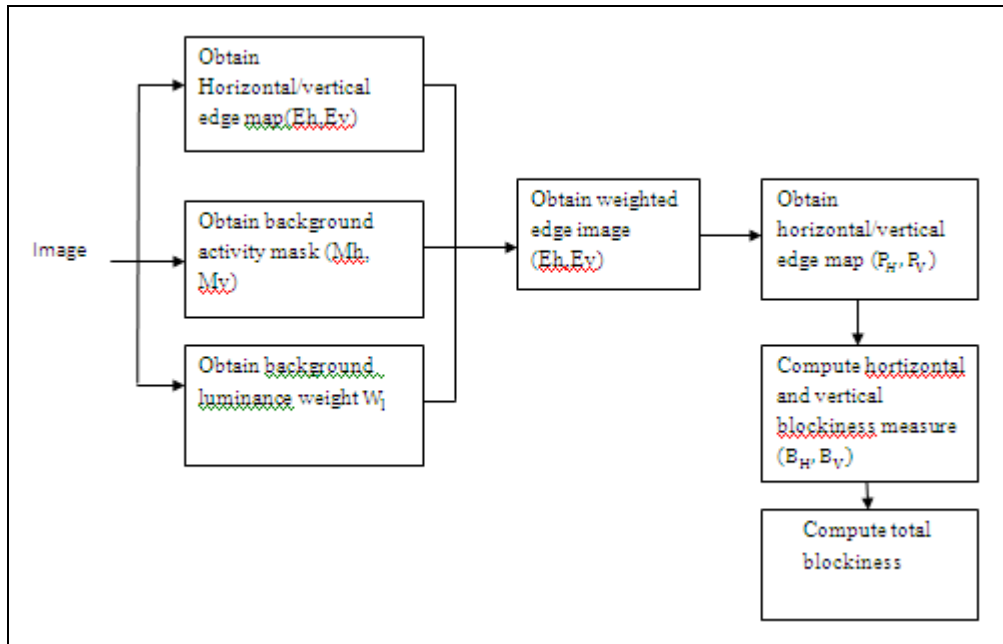 Obtain
Horizontal/vertical
edge map(Eh,Ev)
Image
Obtain background
activity mask (Mh,
Mv)
Obtain background
luminance weight Wl
Obtain weighted
edge image
(Eh,Ev)
Obtain
horizontal/vertical
edge map (PH, PV)
Compute hortizontal
and vertical
blockiness measure
(BH, BV)
Compute total
blockiness